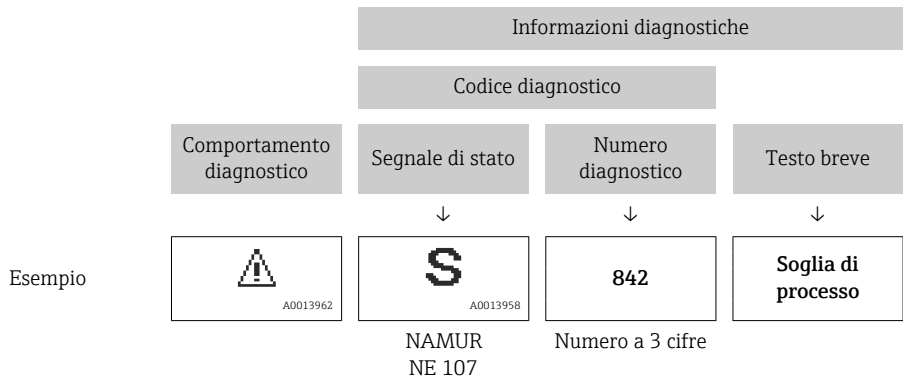 Informazioni diagnostiche
Codice diagnostico
Comportamento
diagnostico
Segnale di stato
Numero
diagnostico
Testo breve
Esempio
A0013962
S
A0013958
842
Soglia di
processo
NAMUR
NE 107
Numero a 3 cifre